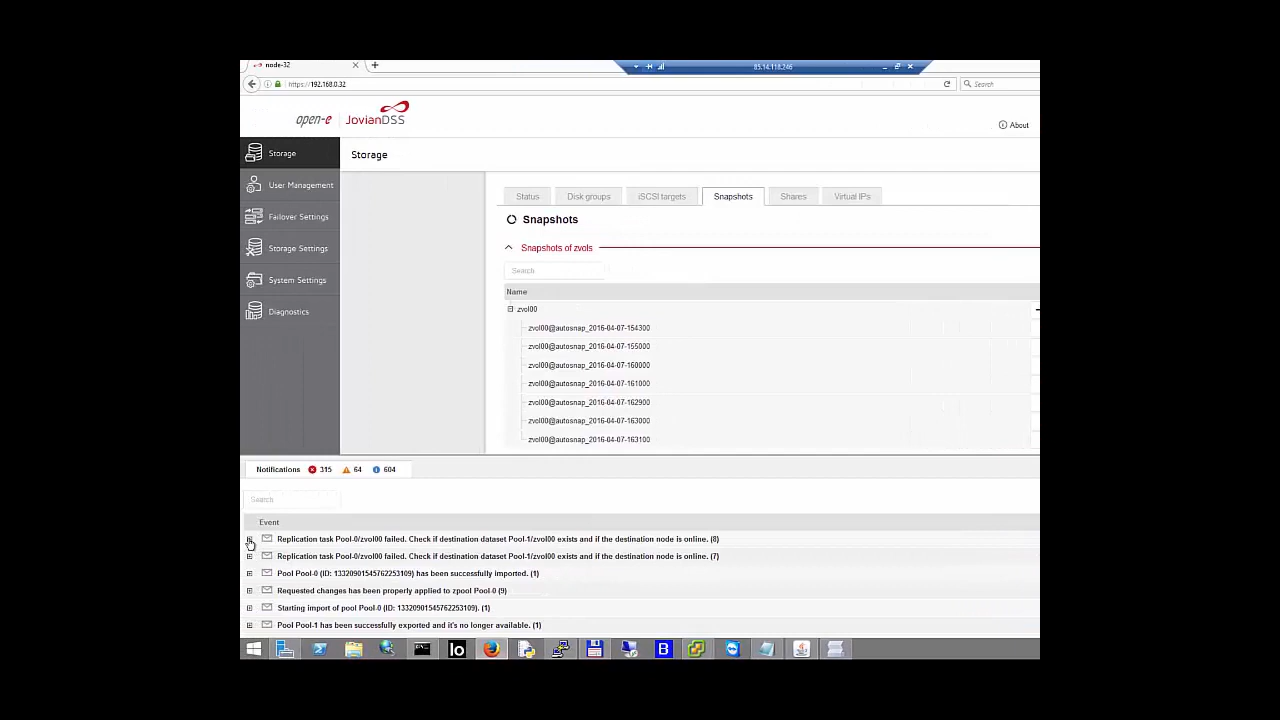 node-32
85.14.118.246
https://192.168.0.32
Search
open-e JovianDSS
About
Storage
Storage
User Management
Failover Settings
Storage Settings
System Settings
Diagnostics
Status
Disk groups
iSCSI targets
Snapshots
Shares
Virtual IPs
Snapshots
Snapshots of zvols
Search
Name
zvol00
zvol00@autosnap_2016-04-07-154300
zvol00@autosnap_2016-04-07-155000
zvol00@autosnap_2016-04-07-160000
zvol00@autosnap_2016-04-07-161000
zvol00@autosnap_2016-04-07-162900
zvol00@autosnap_2016-04-07-163000
zvol00@autosnap_2016-04-07-163100
Notifications 315 64 604
Search
Event
Replication task Pool-0/zvol00 failed. Check if destination dataset Pool-1/zvol00 exists and if the destination node is online. (8)
Replication task Pool-0/zvol00 failed. Check if destination dataset Pool-1/zvol00 exists and if the destination node is online. (7)
Pool Pool-0 (ID: 13320901545762253109) has been successfully imported. (1)
Requested changes has been properly applied to zpool Pool-0 (9)
Starting import of pool Pool-0 (ID: 13320901545762253109). (1)
Pool Pool-1 has been successfully exported and it's no longer available. (1)
Io
B